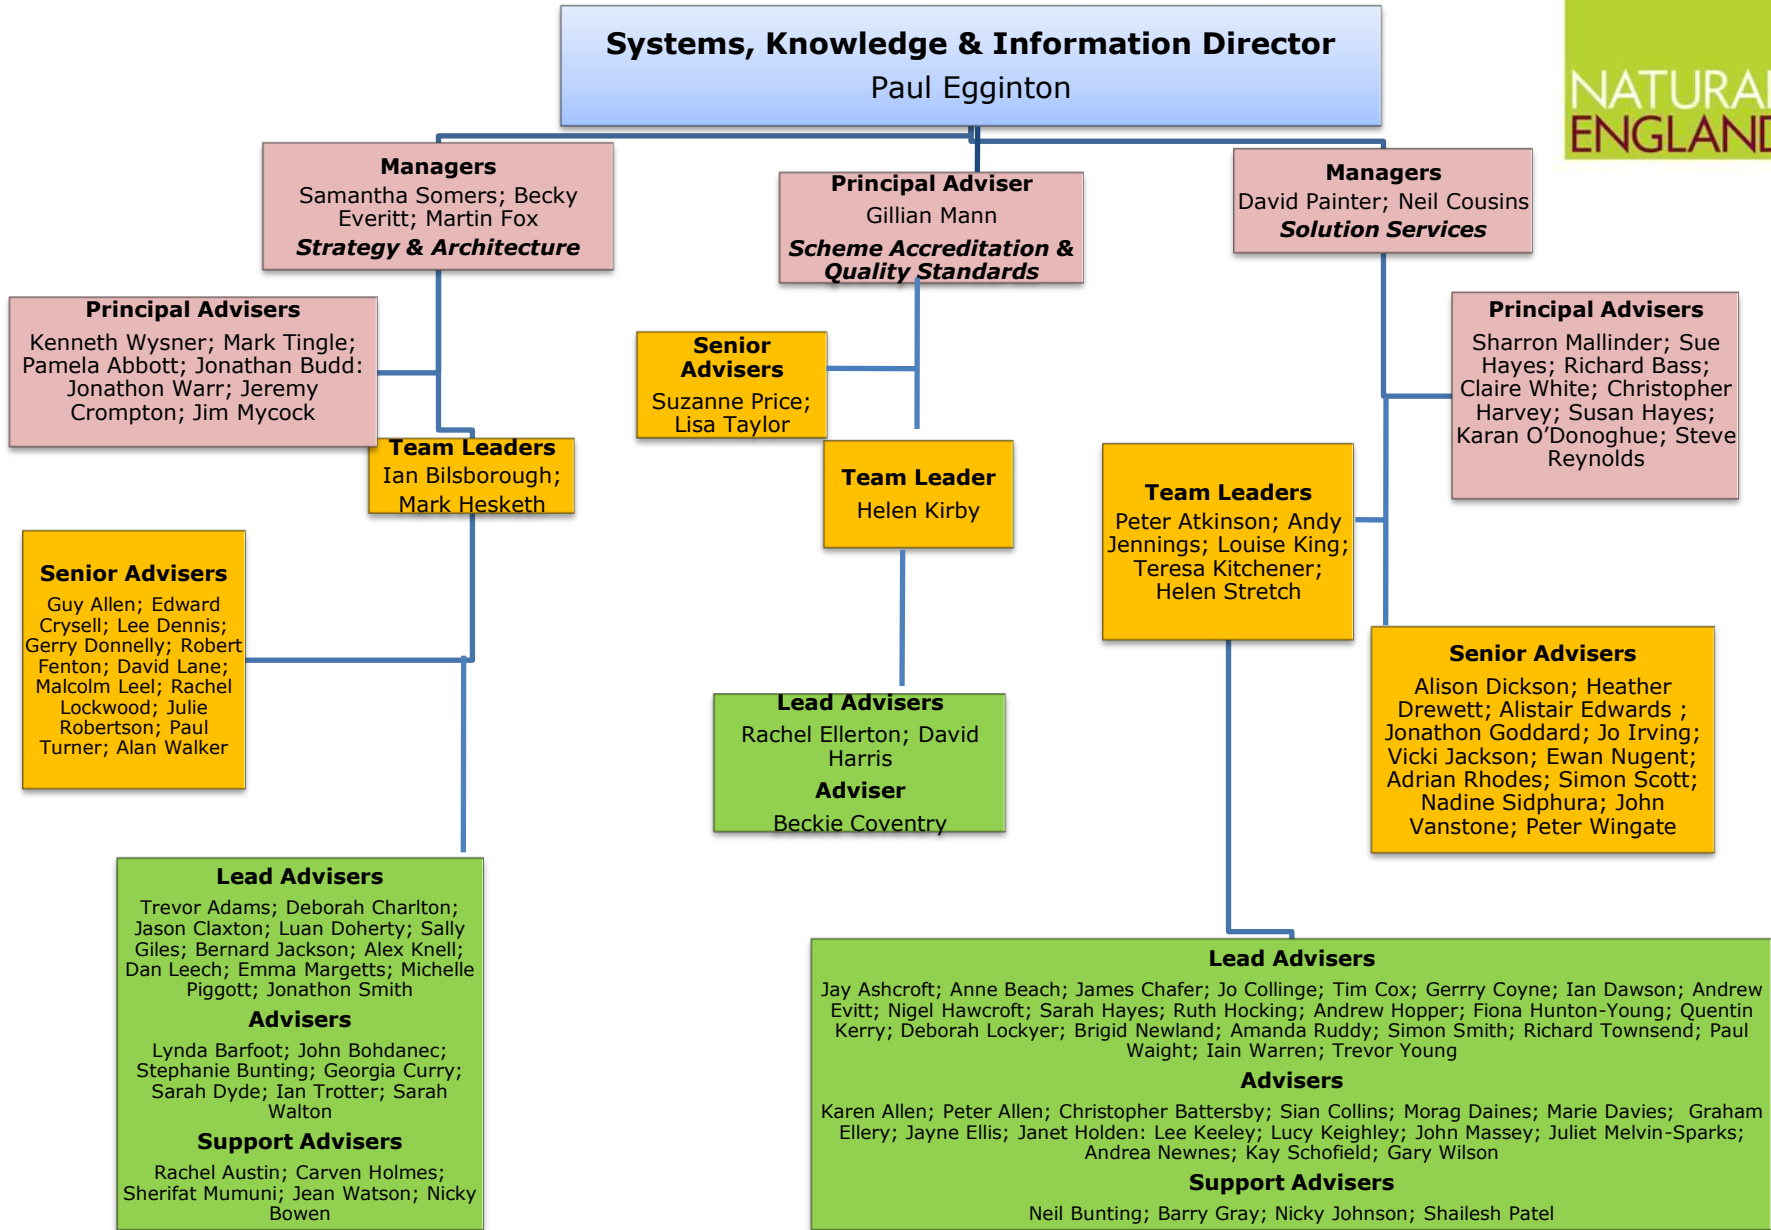 Systems, Knowledge & Information Director
Paul Egginton
NATURAL
ENGLAND
Managers
Samantha Somers; Becky
Everitt; Martin Fox
Strategy & Architecture
Principal Adviser
Gillian Mann
Scheme Accreditation &
Quality Standards
Managers
David Painter; Neil Cousins
Solution Services
Principal Advisers
Kenneth Wysner; Mark Tingle;
Pamela Abbott; Jonathan Budd:
Jonathon Warr; Jeremy
Crompton; Jim Mycock
Team Leaders
Ian Bilsborough;
Mark Hesketh
Senior Advisers
Guy Allen; Edward
Crysell; Lee Dennis;
Gerry Donnelly; Robert
Fenton; David Lane;
Malcolm Leel; Rachel
Lockwood; Julie
Robertson; Paul
Turner; Alan Walker
Lead Advisers
Trevor Adams; Deborah Charlton;
Jason Claxton; Luan Doherty; Sally
Giles; Bernard Jackson; Alex Knell;
Dan Leech; Emma Margetts; Michelle
Piggott; Jonathon Smith
Advisers
Lynda Barfoot; John Bohdanec;
Stephanie Bunting; Georgia Curry;
Sarah Dyde; Ian Trotter; Sarah
Walton
Support Advisers
Rachel Austin; Carven Holmes;
Sherifat Mumuni; Jean Watson; Nicky
Bowen
Senior
Advisers
Suzanne Price;
Lisa Taylor
Team Leader
Helen Kirby
Lead Advisers
Rachel Ellerton; David
Harris
Adviser
Beckie Coventry
Principal Advisers
Sharron Mallinder; Sue
Hayes; Richard Bass;
Claire White; Christopher
Harvey; Susan Hayes;
Karan O’Donoghue; Steve
Reynolds
Team Leaders
Peter Atkinson; Andy
Jennings; Louise King;
Teresa Kitchener;
Helen Stretch
Senior Advisers
Alison Dickson; Heather
Drewett; Alistair Edwards ;
Jonathon Goddard; Jo Irving;
Vicki Jackson; Ewan Nugent;
Adrian Rhodes; Simon Scott;
Nadine Sidphura; John
Vanstone; Peter Wingate
Lead Advisers
Jay Ashcroft; Anne Beach; James Chafer; Jo Collinge; Tim Cox; Gerrry Coyne; Ian Dawson; Andrew
Evitt; Nigel Hawcroft; Sarah Hayes; Ruth Hocking; Andrew Hopper; Fiona Hunton-Young; Quentin
Kerry; Deborah Lockyer; Brigid Newland; Amanda Ruddy; Simon Smith; Richard Townsend; Paul
Waight; Iain Warren; Trevor Young
Advisers
Karen Allen; Peter Allen; Christopher Battersby; Sian Collins; Morag Daines; Marie Davies; Graham
Ellery; Jayne Ellis; Janet Holden: Lee Keeley; Lucy Keighley; John Massey; Juliet Melvin-Sparks;
Andrea Newnes; Kay Schofield; Gary Wilson
Support Advisers
Neil Bunting; Barry Gray; Nicky Johnson; Shailesh Patel